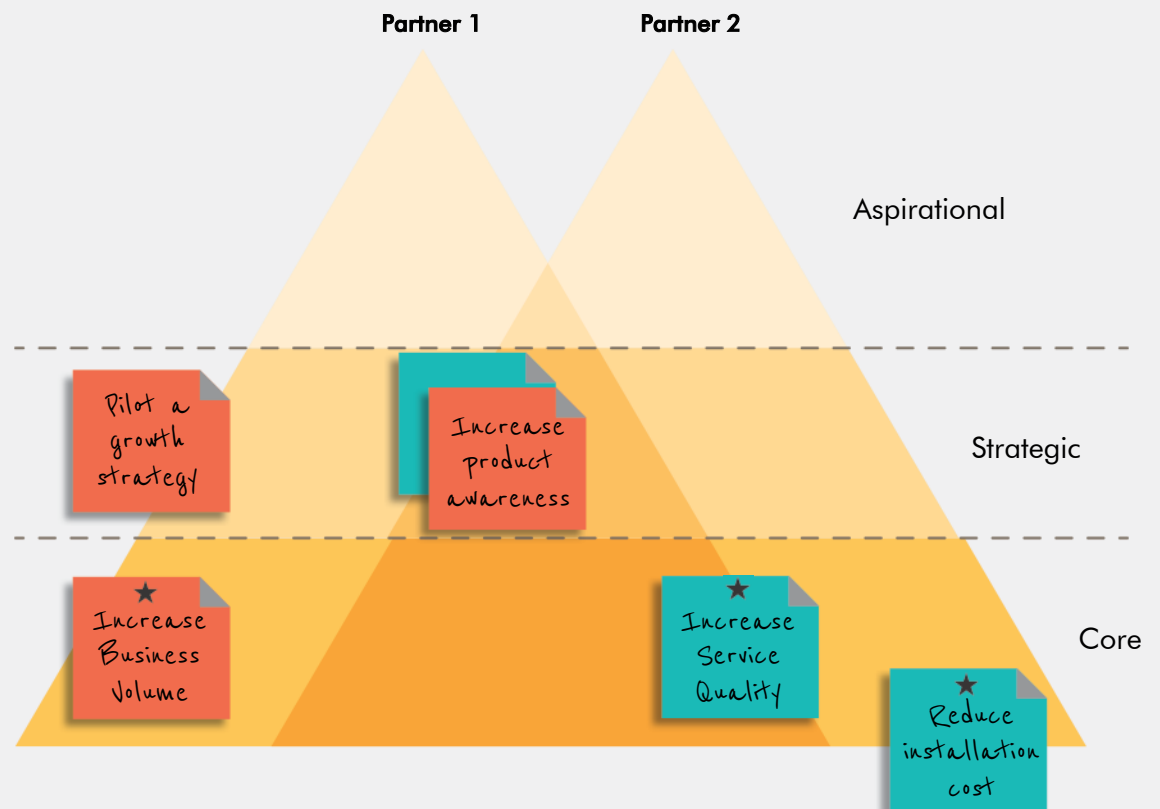 Partner 1
Partner 2
Aspirational
Pilot a
growth
strategy
Increase
product
awareness
Strategic
Increase
Business
Volume
Increase
Service
Quality
Core
Reduce
installation
cost